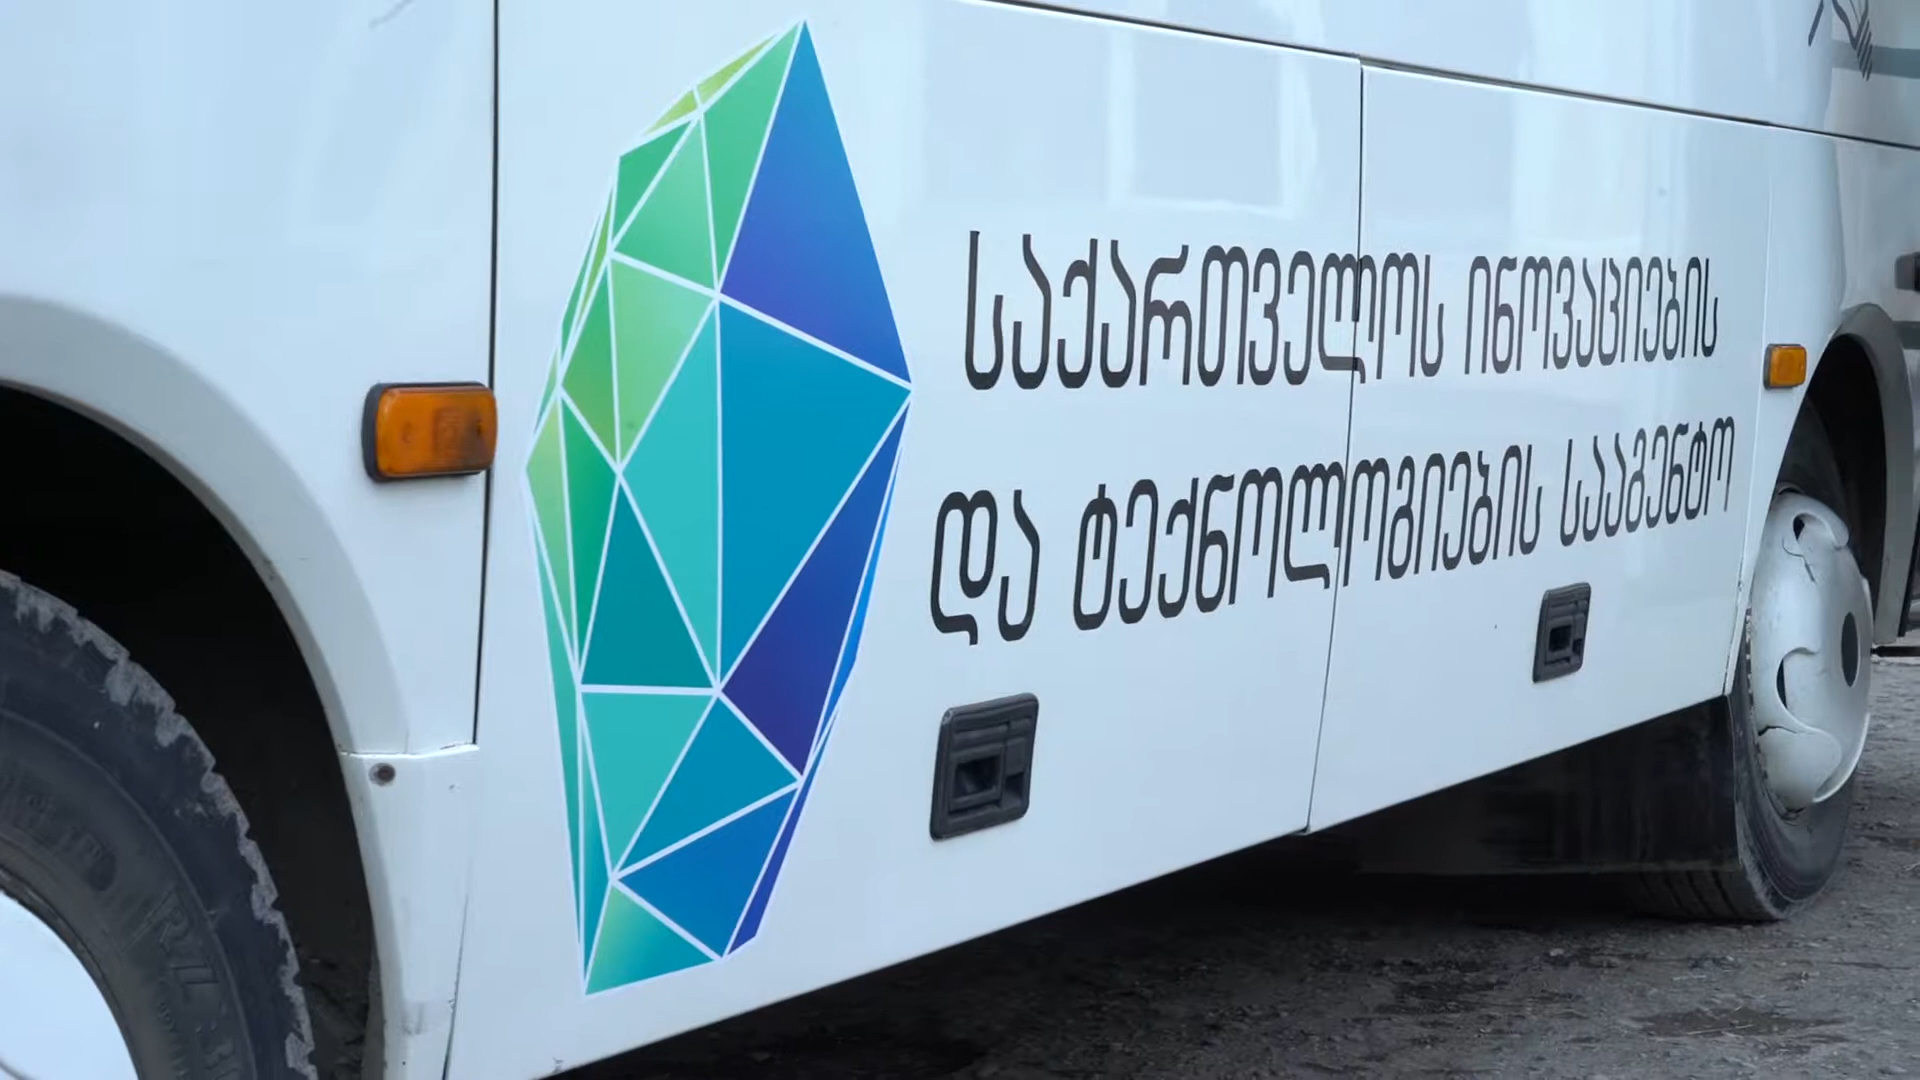 საქართველოს ინოვაციების
და ტექნოლოგიების სააგენტო